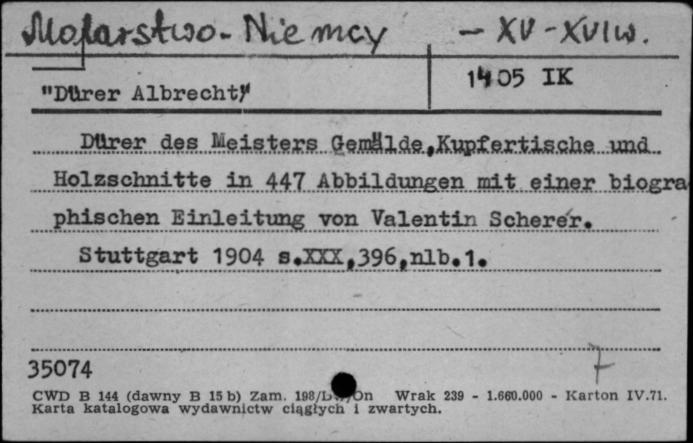 Malarstwo - Niemcy - XV - XVI w.
1405 IK
"Dürer Albrecht"
Dürer des Meisters Gemälde,Kupfertische und
Holzschnitte in 447 Abbildungen mit einer biogra
phischen Einleitung von Valentin Scherer.
Stuttgart 1904 s.XXX,396,nlb.1.
35074
7
CWD B 144 (dawny B 15 b) Zam. 198/ Wrak 239 - 1.660.000 - Karton IV.71.
Karta katalogowa wydawnictw ciągłych i zwartych.